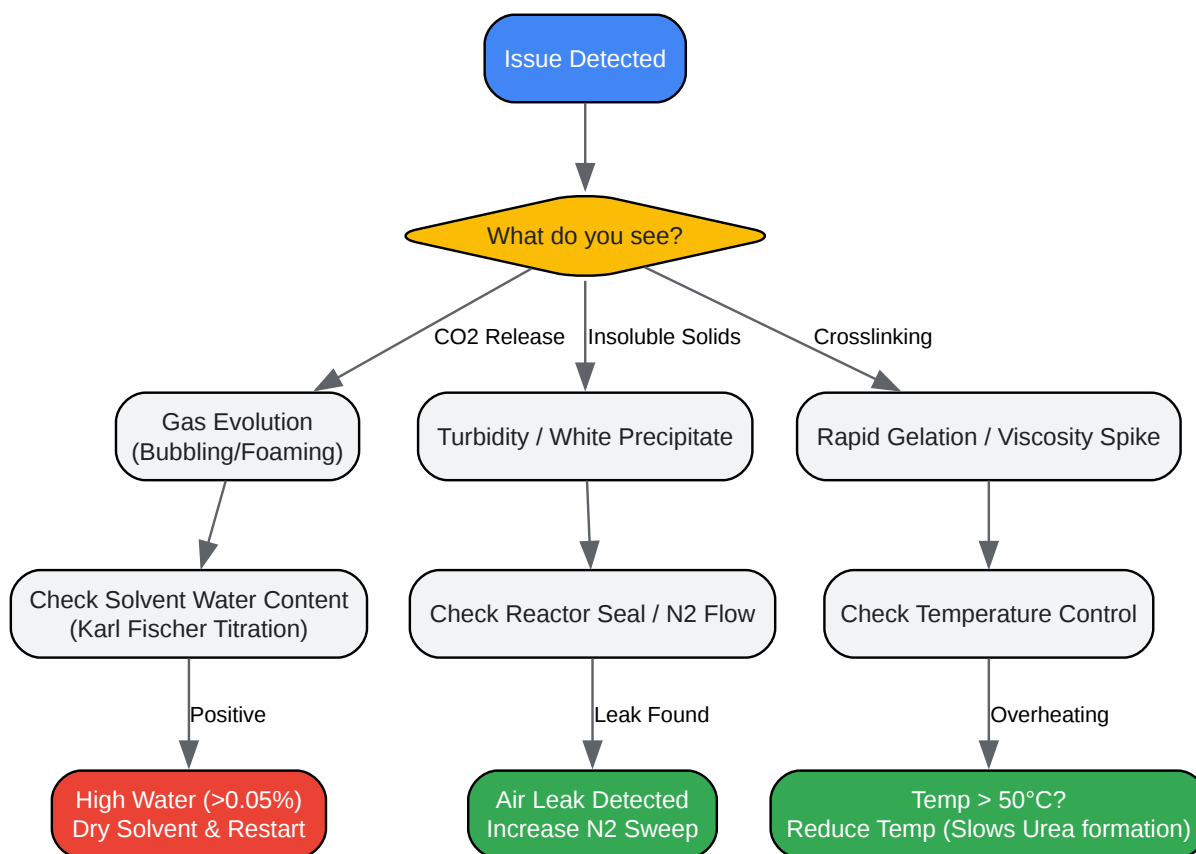 Issue Detected
What do you see?
CO2 Release
Insoluble Solids
Crosslinking
Gas Evolution
(Bubbling/Foaming)
Turbidity / White Precipitate
Rapid Gelation / Viscosity Spike
Check Solvent Water Content
(Karl Fischer Titration)
Check Reactor Seal / N2 Flow
Check Temperature Control
Positive
Leak Found
Overheating
High Water (>0.05%)
Dry Solvent & Restart
Air Leak Detected
Increase N2 Sweep
Temp > 50°C?
Reduce Temp (Slows Urea formation)